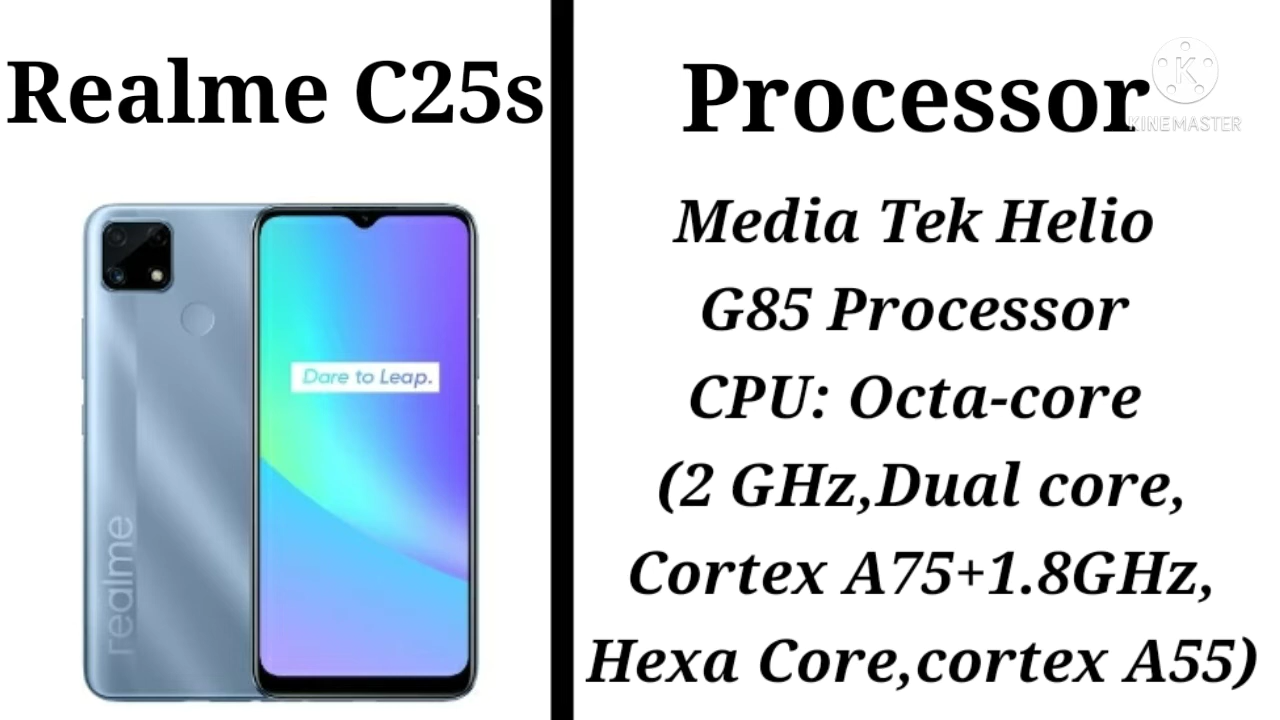 Realme C25s
Processor
KINEMASTER
Media Tek Helio
G85 Processor
CPU: Octa-core
(2 GHz,Dual core,
Cortex A75+1.8GHz,
Hexa Core,cortex A55)
Dare to Leap.
realme